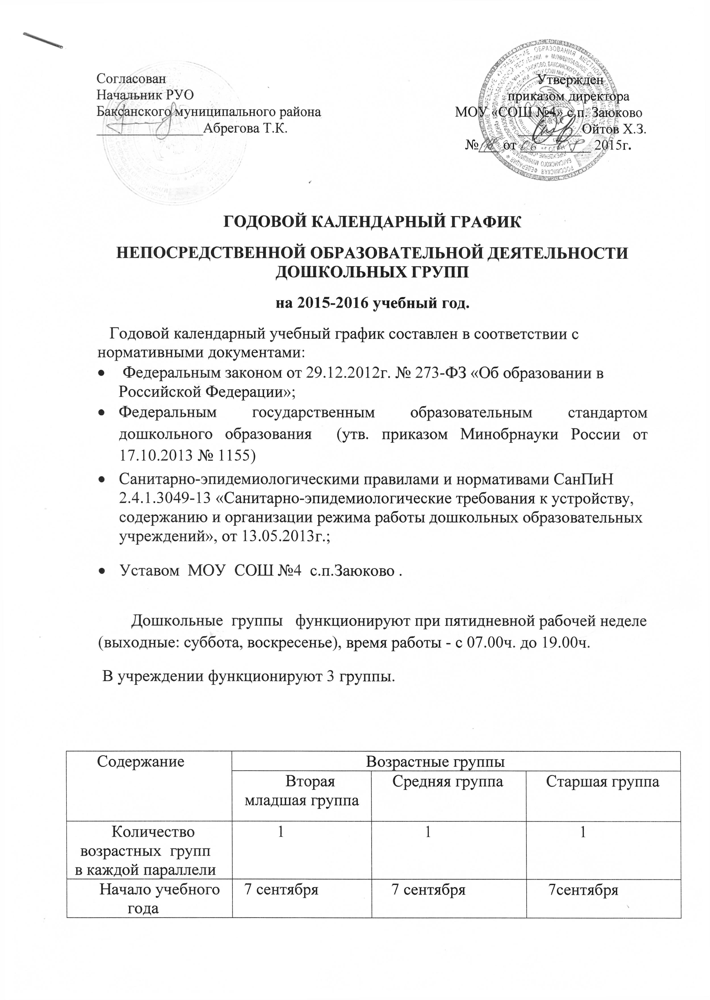 Согласован
Начальник РУО
Баксанского муниципального района
Абрегова Т.К.
Утвержден
приказом директора
МОУ «СОШ №4» с.п. Заюково
Ойтов Х.З.
№ от 2015г.
ГОДОВОЙ КАЛЕНДАРНЫЙ ГРАФИК
НЕПОСРЕДСТВЕННОЙ ОБРАЗОВАТЕЛЬНОЙ ДЕЯТЕЛЬНОСТИ
ДОШКОЛЬНЫХ ГРУПП
на 2015-2016 учебный год.
Годовой календарный учебный график составлен в соответствии с
нормативными документами:
• Федеральным законом от 29.12.2012г. № 273-ФЗ «Об образовании в
Российской Федерации»;
• Федеральным государственным образовательным стандартом
дошкольного образования (утв. приказом Минобрнауки России от
17.10.2013 № 1155)
• Санитарно-эпидемиологическими правилами и нормативами СанПиН
2.4.1.3049-13 «Санитарно-эпидемиологические требования к устройству,
содержанию и организации режима работы дошкольных образовательных
учреждений», от 13.05.2013г.;
• Уставом МОУ СОШ №4 с.п.Заюково .
Дошкольные группы функционируют при пятидневной рабочей неделе
(выходные: суббота, воскресенье), время работы - с 07.00ч. до 19.00ч.
В учреждении функционируют 3 группы.
Содержание Возрастные группы
Вторая Средняя группа Старшая группа
младшая группа
Количество 1 1 1
возрастных групп
в каждой параллели
Начало учебного 7 сентября 7 сентября 7сентября
года